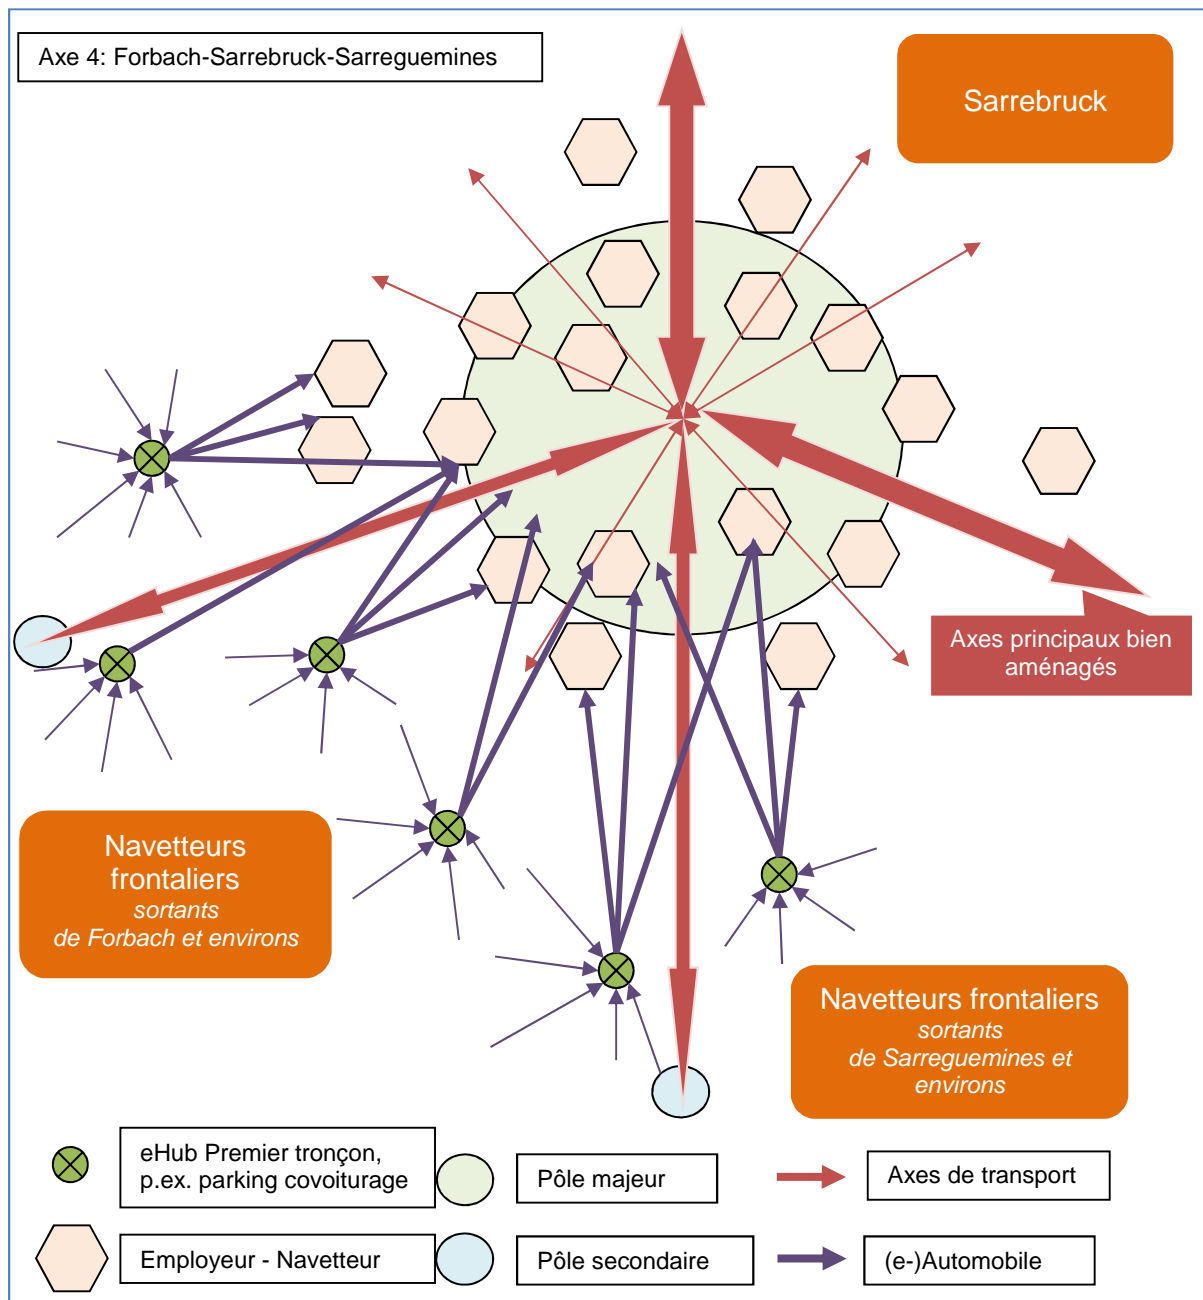 Axe 4: Forbach-Sarrebruck-Sarreguemines
Sarrebruck
Axes principaux bien
aménagés
Navetteurs
frontaliers
sortants
de Forbach et environs
Navetteurs frontaliers
sortants
de Sarreguemines et
environs
eHub Premier tronçon,
p.ex. parking covoiturage
Pôle majeur
Axes de transport
Employeur - Navetteur
Pôle secondaire
(e-)Automobile